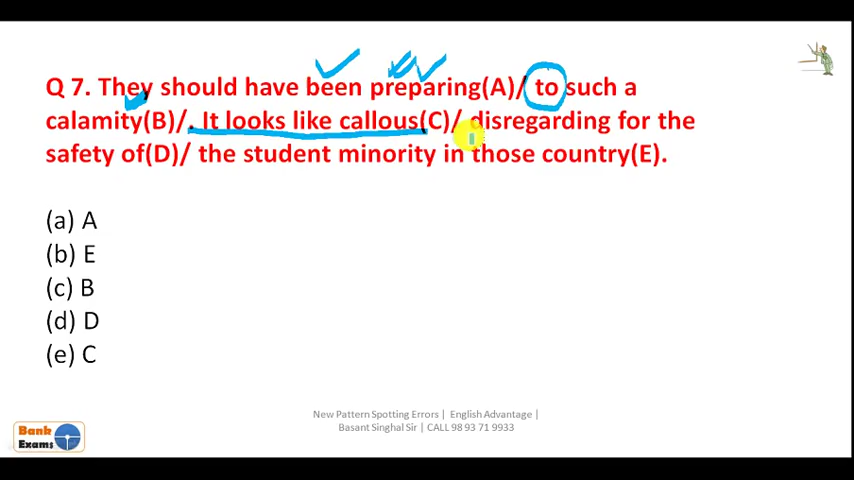 Q 7. They should have been preparing(A)/ to such a
calamity(B)/. It looks like callous(C)/ disregarding for the
safety of(D)/ the student minority in those country(E).
(a) A
(b) E
(c) B
(d) D
(e) C
New Pattern Spotting Errors | English Advantage |
Basant Singhal Sir | CALL 98 93 71 9933
Bank
Exams